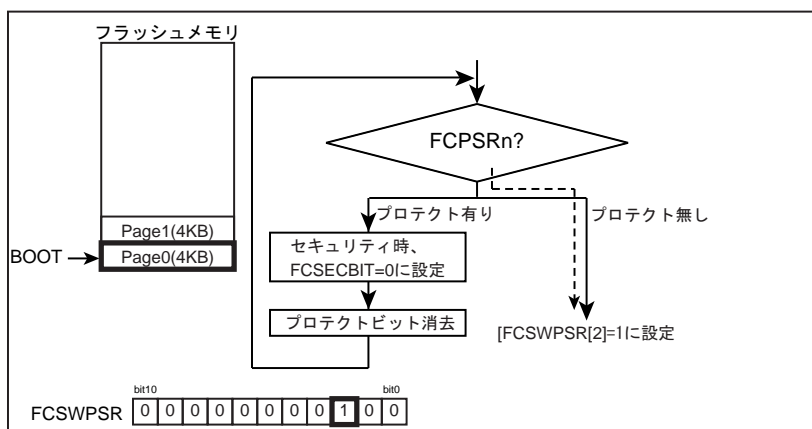 フラッシュメモリ
Page1(4KB)
BOOT
Page0(4KB)
FCPSRn?
プロテクト有り
プロテクト無し
セキュリティ時、
FCSECBIT=0に設定
プロテクトビット消去
[FCSWPSR[2]=1に設定
bit10
bit0
FCSWPSR
0 0 0 0 0 0 0 0 1 0 0